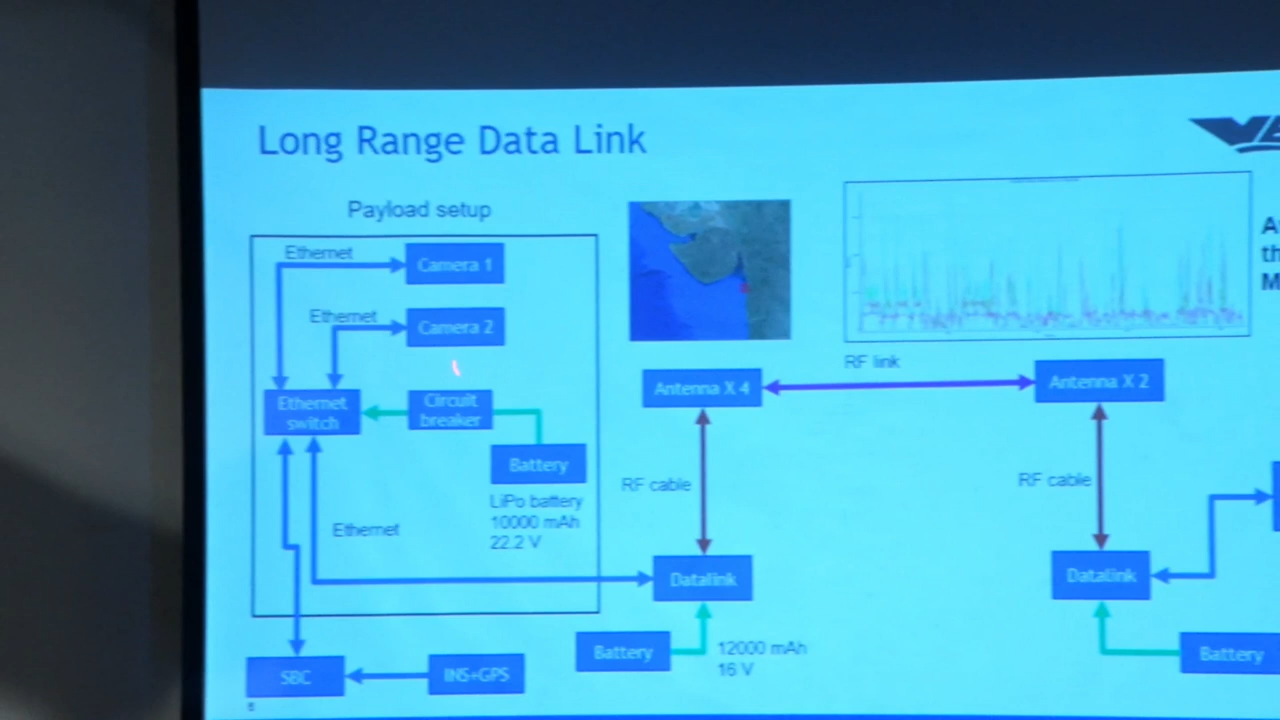 Long Range Data Link
Payload setup
Ethernet
Camera 1
Ethernet
Camera 2
Ethernet
switch
Circuit
breaker
Battery
LiPo battery
10000 mAh
22.2 V
Ethernet
SBC
INS+GPS
Antenna X 4
RF link
Antenna X 2
RF cable
RF cable
Datalink
Datalink
Battery
12000 mAh
16 V
Battery
th